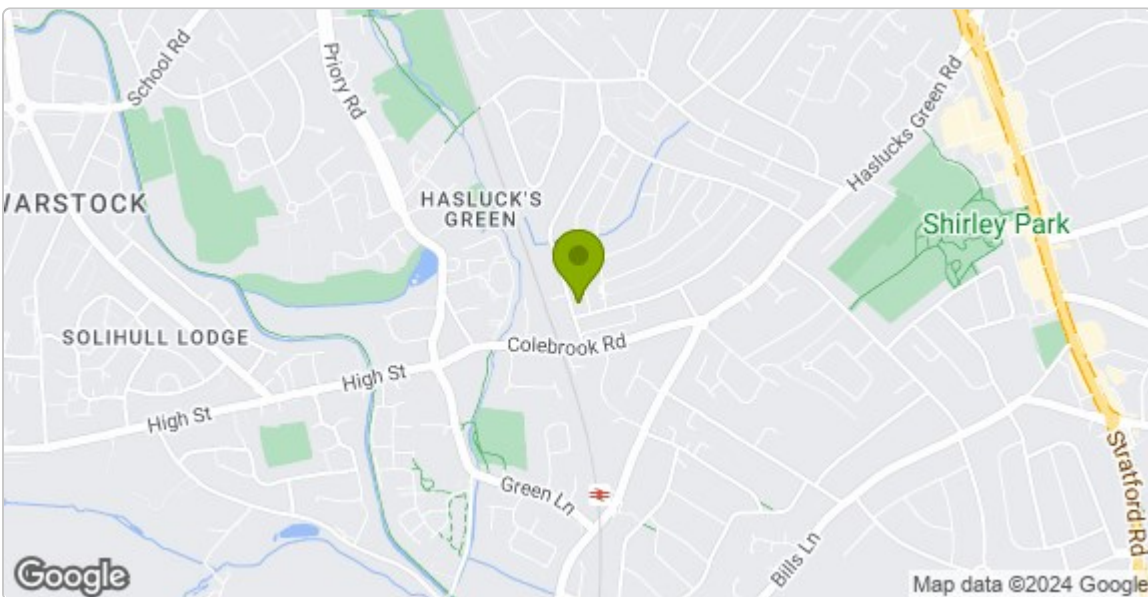 School Rd
Priory Rd
Haslucks Green Rd
WARSTOCK
HASLUCK'S
GREEN
Shirley Park
SOLIHULL LODGE
Colebrook Rd
High St
High St
Green Ln
Bills Ln
Stratford Rd
Google
Map data ©2024 Google